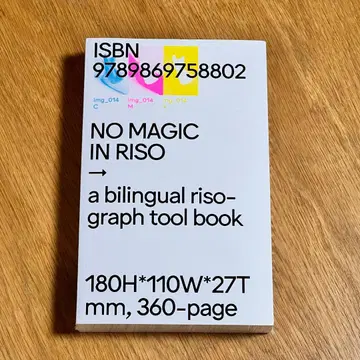 ISBN
9789869758802
img_014
C
img_014
M
NO MAGIC
IN RISO
→
a bilingual riso-
graph tool book
180H*110W*27T
mm, 360-page